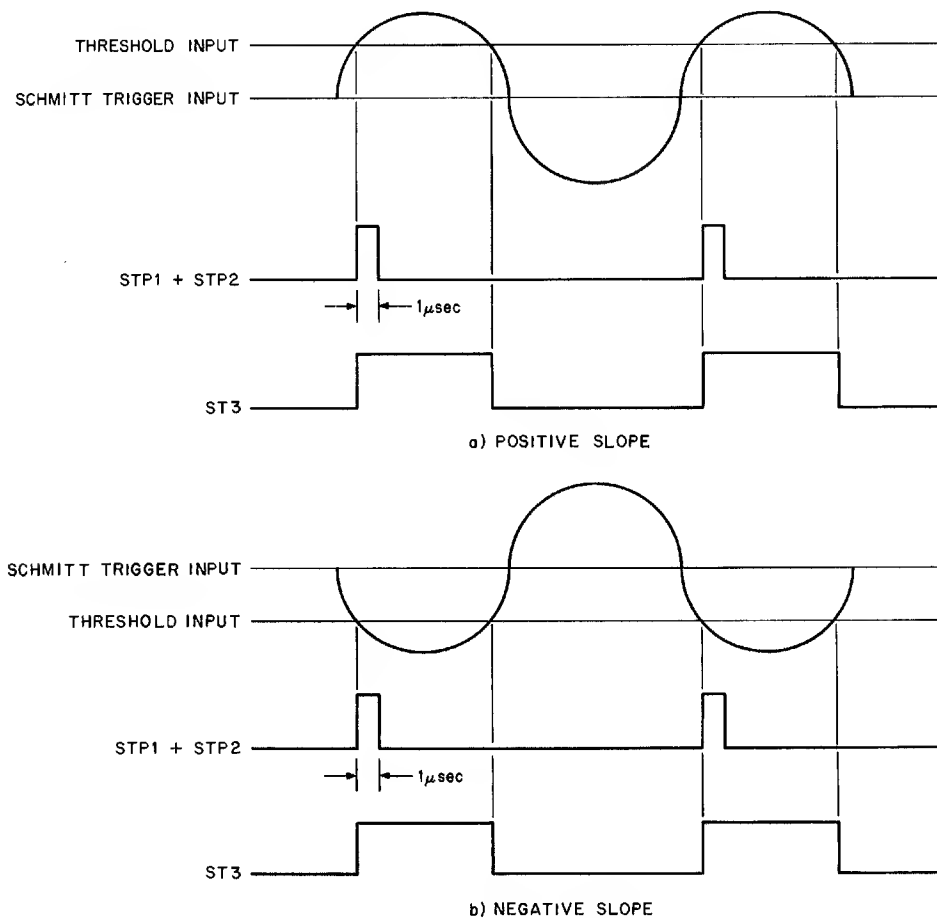 THRESHOLD INPUT
SCHMITT TRIGGER INPUT
STP1 + STP2
1μsec
ST3
a) POSITIVE SLOPE
SCHMITT TRIGGER INPUT
THRESHOLD INPUT
STP1 + STP2
1μsec
ST3
b) NEGATIVE SLOPE